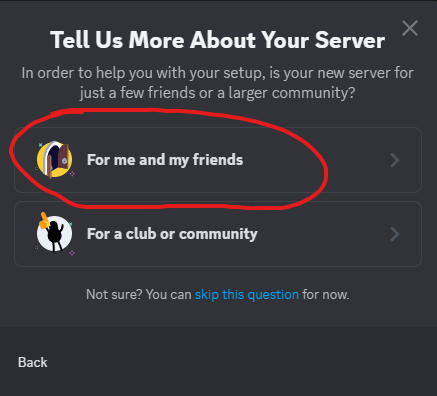 Tell Us More About Your Server
In order to help you with your setup, is your new server for
just a few friends or a larger community?
For me and my friends
For a club or community
Not sure? You can skip this question for now.
Back